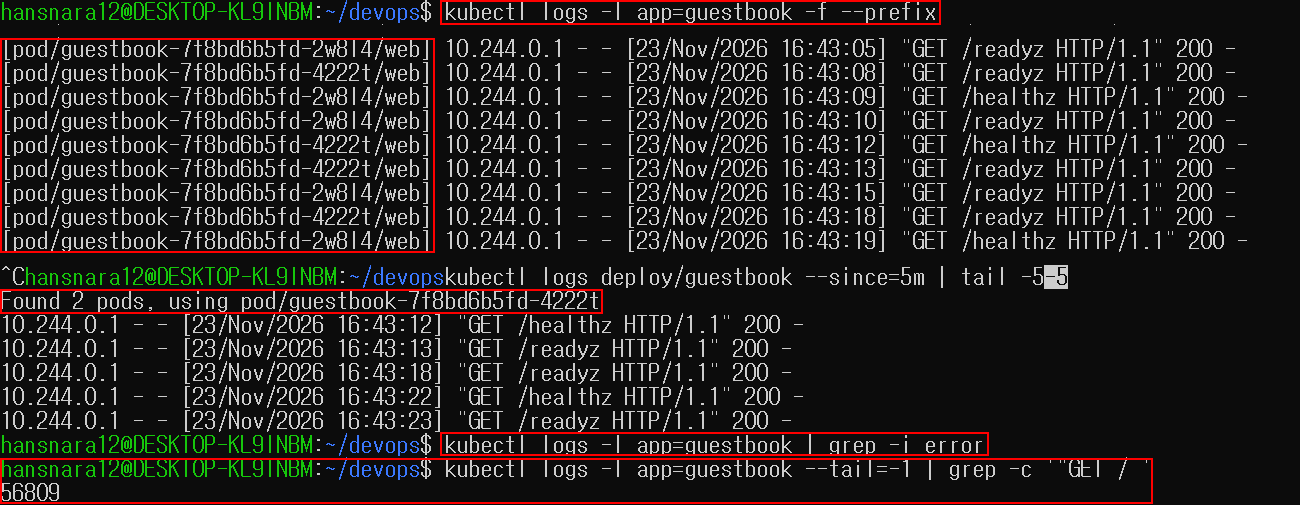 hansnara12@DESKTOP-KL9INBM:~/devops$ kubectl logs -l app=guestbook -f --prefix
[pod/guestbook-7f8bd6b5fd-2w8l4/web] 10.244.0.1 - - [23/Nov/2026 16:43:05] "GET /readyz HTTP/1.1" 200 -
[pod/guestbook-7f8bd6b5fd-4222t/web] 10.244.0.1 - - [23/Nov/2026 16:43:08] "GET /readyz HTTP/1.1" 200 -
[pod/guestbook-7f8bd6b5fd-2w8l4/web] 10.244.0.1 - - [23/Nov/2026 16:43:09] "GET /healthz HTTP/1.1" 200 -
[pod/guestbook-7f8bd6b5fd-2w8l4/web] 10.244.0.1 - - [23/Nov/2026 16:43:10] "GET /readyz HTTP/1.1" 200 -
[pod/guestbook-7f8bd6b5fd-4222t/web] 10.244.0.1 - - [23/Nov/2026 16:43:12] "GET /healthz HTTP/1.1" 200 -
[pod/guestbook-7f8bd6b5fd-4222t/web] 10.244.0.1 - - [23/Nov/2026 16:43:13] "GET /readyz HTTP/1.1" 200 -
[pod/guestbook-7f8bd6b5fd-2w8l4/web] 10.244.0.1 - - [23/Nov/2026 16:43:15] "GET /readyz HTTP/1.1" 200 -
[pod/guestbook-7f8bd6b5fd-4222t/web] 10.244.0.1 - - [23/Nov/2026 16:43:18] "GET /readyz HTTP/1.1" 200 -
[pod/guestbook-7f8bd6b5fd-2w8l4/web] 10.244.0.1 - - [23/Nov/2026 16:43:19] "GET /healthz HTTP/1.1" 200 -
^Chansnara12@DESKTOP-KL9INBM:~/devopskubectl logs deploy/guestbook --since=5m | tail -5-5
Found 2 pods, using pod/guestbook-7f8bd6b5fd-4222t
10.244.0.1 - - [23/Nov/2026 16:43:12] "GET /healthz HTTP/1.1" 200 -
10.244.0.1 - - [23/Nov/2026 16:43:13] "GET /readyz HTTP/1.1" 200 -
10.244.0.1 - - [23/Nov/2026 16:43:18] "GET /readyz HTTP/1.1" 200 -
10.244.0.1 - - [23/Nov/2026 16:43:22] "GET /healthz HTTP/1.1" 200 -
10.244.0.1 - - [23/Nov/2026 16:43:23] "GET /readyz HTTP/1.1" 200 -
hansnara12@DESKTOP-KL9INBM:~/devops$ kubectl logs -l app=guestbook | grep -i error
hansnara12@DESKTOP-KL9INBM:~/devops$ kubectl logs -l app=guestbook --tail=-1 | grep -c '"GET / '
56809